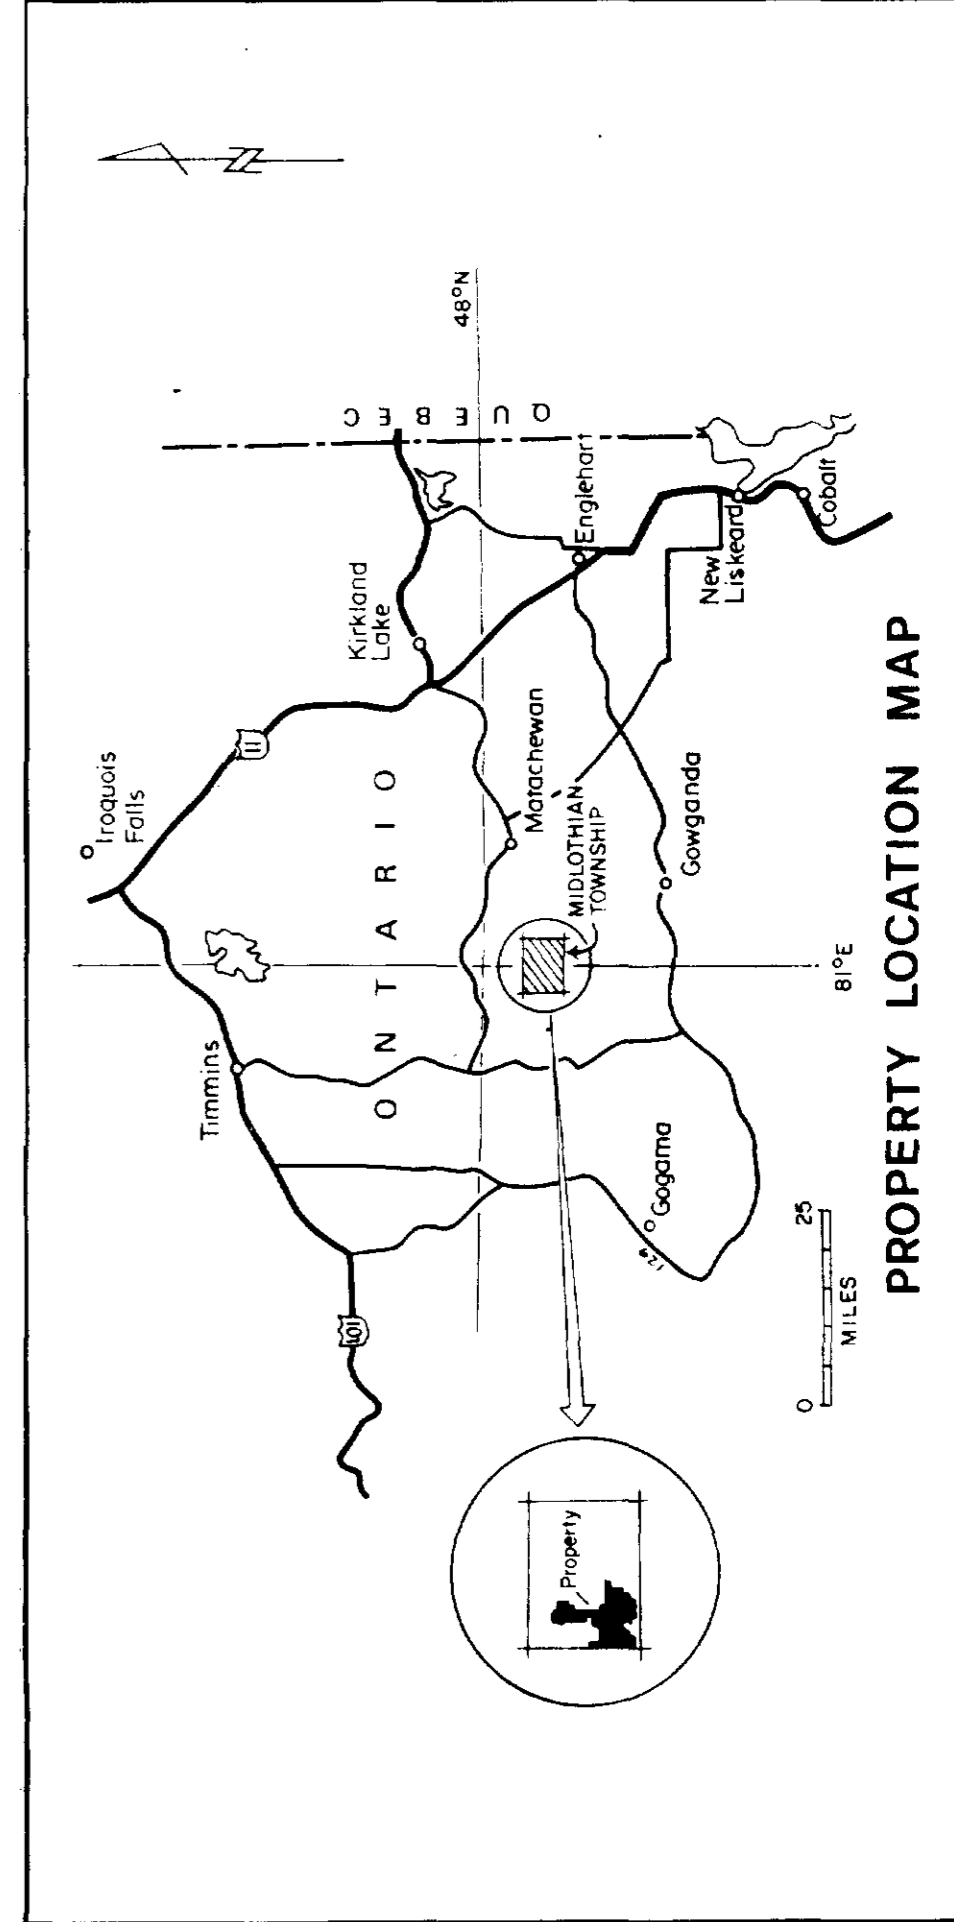 N
Iroquois
Falls
11
Timmins
Kirkland
Lake
48°N
QUEBEC
ONTARIO
101
Matachewan
Englehart
MIDLOTHIAN
TOWNSHIP
Property
Gogama
Gowganda
New
Liskeard
Cobalt
0 25
MILES
81°E
PROPERTY LOCATION MAP